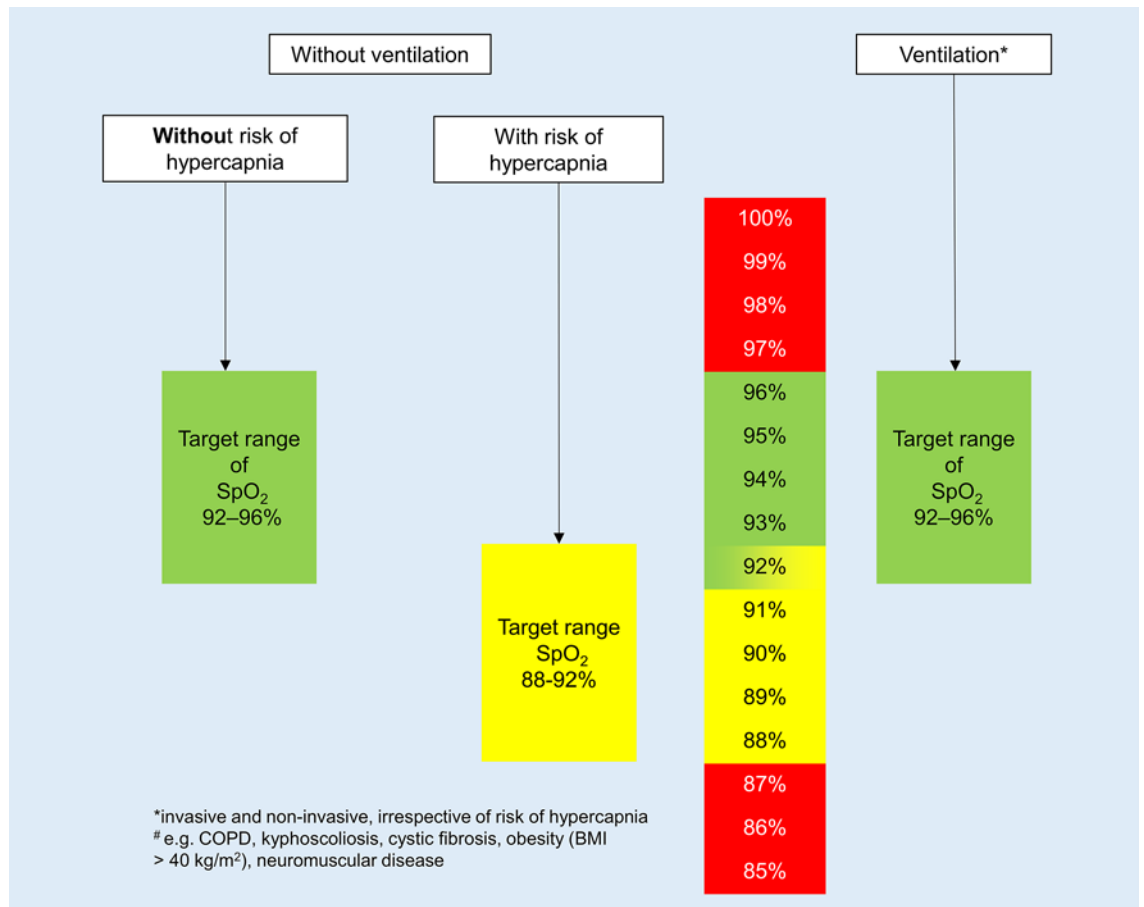 Without ventilation
Ventilation*
Without risk of
hypercapnia
With risk of
hypercapnia
100%
99%
98%
97%
96%
95%
94%
93%
92%
91%
90%
89%
88%
87%
86%
85%
Target range
of
SpO₂
92–96%
Target range
SpO₂
88-92%
Target range
of
SpO₂
92–96%
*invasive and non-invasive, irrespective of risk of hypercapnia
# e.g. COPD, kyphoscoliosis, cystic fibrosis, obesity (BMI
> 40 kg/m²), neuromuscular disease